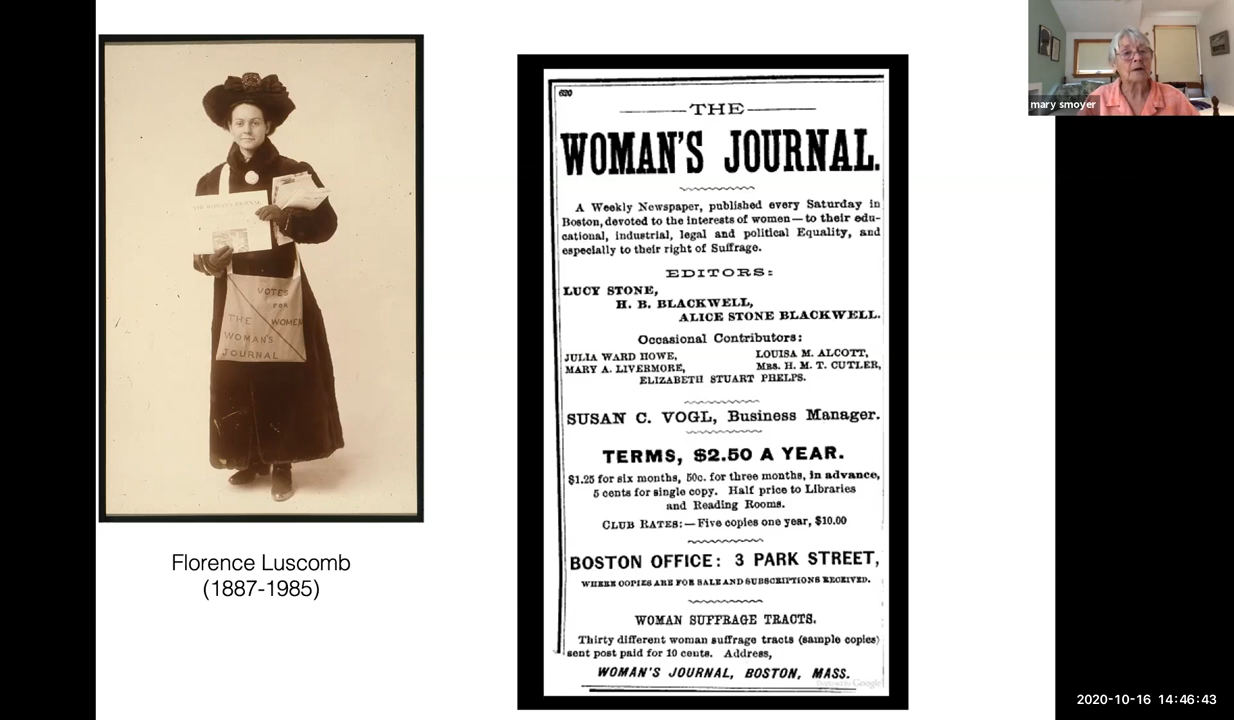 mary smoyer
VOTES
FOR
WOMEN
THE
WOMAN'S
JOURNAL
Florence Luscomb
(1887-1985)
620
THE
WOMAN'S JOURNAL.
A Weekly Newspaper, published every Saturday in
Boston, devoted to the interests of women—to their edu-
cational, industrial, legal and political Equality, and
especially to their right of Suffrage.
EDITORS:
LUCY STONE,
H. B. BLACKWELL,
ALICE STONE BLACKWELL.
Occasional Contributors:
JULIA WARD HOWE, LOUISA M. ALCOTT,
MARY A. LIVERMORE, MRS. H. M. T. CUTLER,
ELIZABETH STUART PHELPS.
SUSAN C. VOGL, Business Manager.
TERMS, $2.50 A YEAR.
$1.25 for six months, 50c. for three months, in advance,
5 cents for single copy. Half price to Libraries
and Reading Rooms.
CLUB RATES:—Five copies one year, $10.00
BOSTON OFFICE: 3 PARK STREET,
WHERE COPIES ARE FOR SALE AND SUBSCRIPTIONS RECEIVED.
WOMAN SUFFRAGE TRACTS.
Thirty different woman suffrage tracts (sample copies)
sent post paid for 10 cents. Address,
WOMAN'S JOURNAL, BOSTON, MASS.
Google
2020-10-16 14:46:43